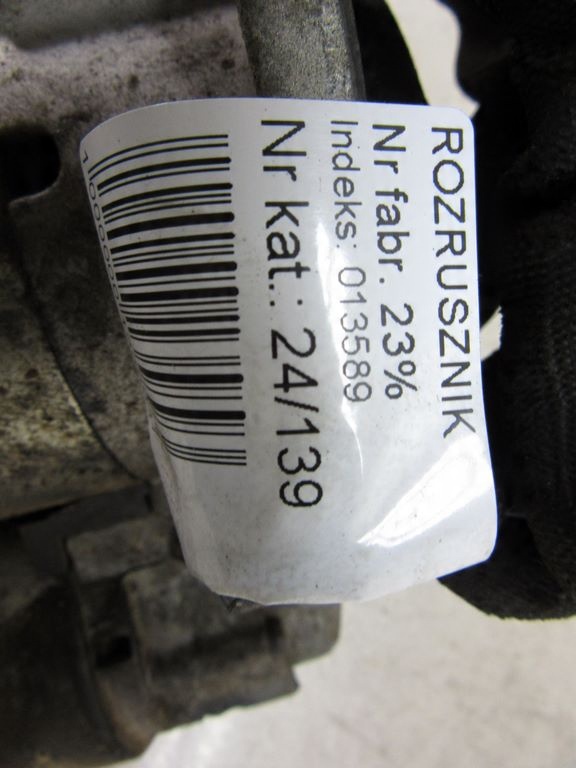 ROZRUSZNIK
Nr fabr. 23%
Indeks: 013589
Nr kat.: 24/139